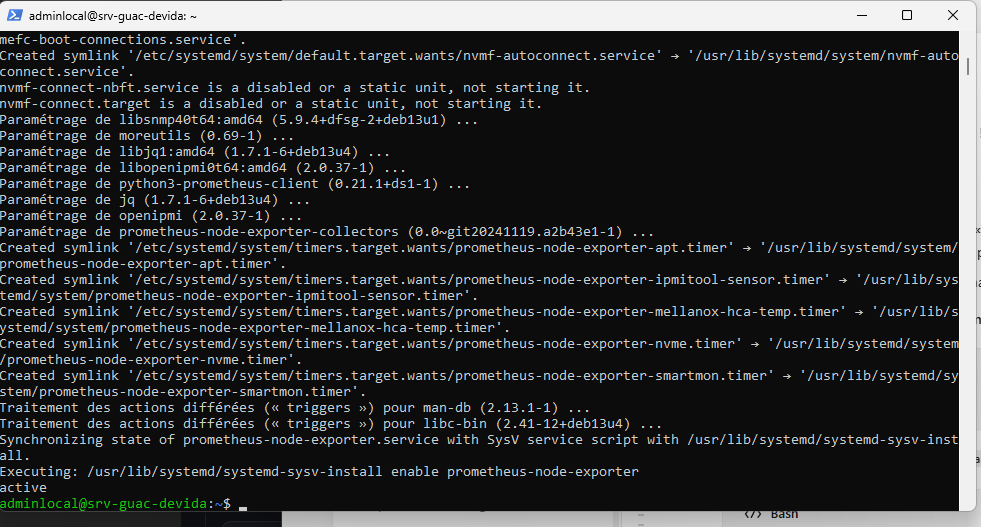 adminlocal@srv-guac-devida: ~
mefc-boot-connections.service'.
Created symlink '/etc/systemd/system/default.target.wants/nvmf-autoconnect.service' → '/usr/lib/systemd/system/nvmf-auto
connect.service'.
nvmf-connect-nbft.service is a disabled or a static unit, not starting it.
nvmf-connect.target is a disabled or a static unit, not starting it.
Paramétrage de libsnmp40t64:amd64 (5.9.4+dfsg-2+deb13u1) ...
Paramétrage de moreutils (0.69-1) ...
Paramétrage de libjq1:amd64 (1.7.1-6+deb13u4) ...
Paramétrage de libopenipmi0t64:amd64 (2.0.37-1) ...
Paramétrage de python3-prometheus-client (0.21.1+ds1-1) ...
Paramétrage de jq (1.7.1-6+deb13u4) ...
Paramétrage de openipmi (2.0.37-1) ...
Paramétrage de prometheus-node-exporter-collectors (0.0~git20241119.a2b43e1-1) ...
Created symlink '/etc/systemd/system/timers.target.wants/prometheus-node-exporter-apt.timer' → '/usr/lib/systemd/system/
prometheus-node-exporter-apt.timer'.
Created symlink '/etc/systemd/system/timers.target.wants/prometheus-node-exporter-ipmitool-sensor.timer' → '/usr/lib/sys
temd/system/prometheus-node-exporter-ipmitool-sensor.timer'.
Created symlink '/etc/systemd/system/timers.target.wants/prometheus-node-exporter-mellanox-hca-temp.timer' → '/usr/lib/s
ystemd/system/prometheus-node-exporter-mellanox-hca-temp.timer'.
Created symlink '/etc/systemd/system/timers.target.wants/prometheus-node-exporter-nvme.timer' → '/usr/lib/systemd/system
/prometheus-node-exporter-nvme.timer'.
Created symlink '/etc/systemd/system/timers.target.wants/prometheus-node-exporter-smartmon.timer' → '/usr/lib/systemd/sy
stem/prometheus-node-exporter-smartmon.timer'.
Traitement des actions différées (« triggers ») pour man-db (2.13.1-1) ...
Traitement des actions différées (« triggers ») pour libc-bin (2.41-12+deb13u4) ...
Synchronizing state of prometheus-node-exporter.service with SysV service script with /usr/lib/systemd/systemd-sysv-inst
all.
Executing: /usr/lib/systemd/systemd-sysv-install enable prometheus-node-exporter
active
adminlocal@srv-guac-devida:~$
</> Bash